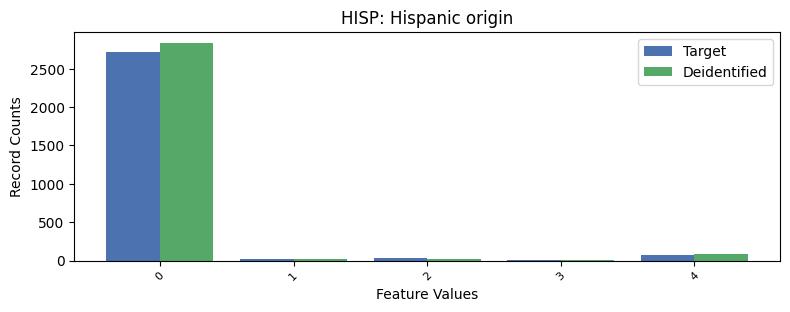 HISP: Hispanic origin
Target
Deidentified
Record Counts
2500
2000
1500
1000
500
0
0
1
2
3
4
Feature Values